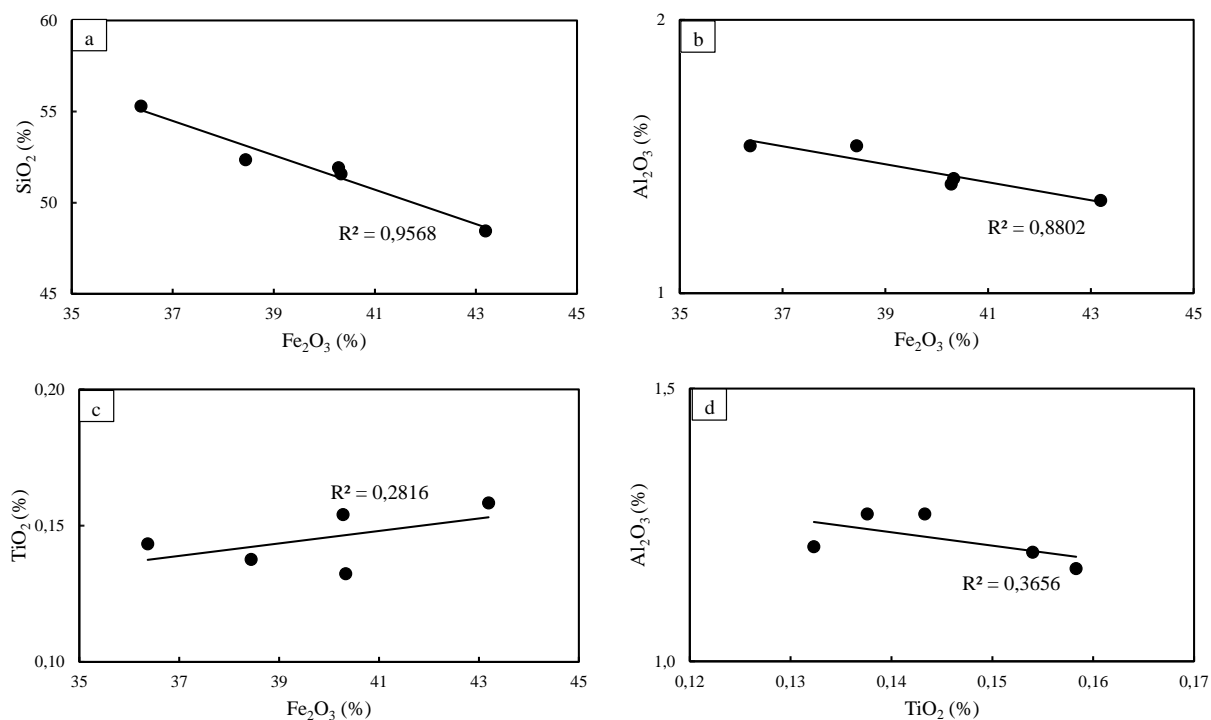 a
60
55
50
45
SiO₂ (%)
R² = 0,9568
35 37 39 41 43 45
Fe₂O₃ (%)
b
2
1
Al₂O₃ (%)
R² = 0,8802
35 37 39 41 43 45
Fe₂O₃ (%)
c
0,20
0,15
0,10
TiO₂ (%)
R² = 0,2816
35 37 39 41 43 45
Fe₂O₃ (%)
d
1,5
1,0
Al₂O₃ (%)
R² = 0,3656
0,12 0,13 0,14 0,15 0,16 0,17
TiO₂ (%)